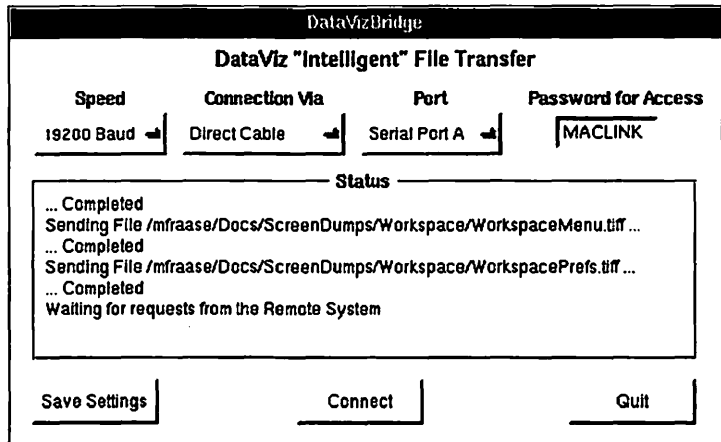 DataVizBridge
DataViz "Intelligent" File Transfer
Speed Connection Via Port Password for Access
19200 Baud Direct Cable Serial Port A MACLINK
Status
... Completed
Sending File /mfraase/Docs/ScreenDumps/Workspace/WorkspaceMenu.tiff ...
... Completed
Sending File /mfraase/Docs/ScreenDumps/Workspace/WorkspacePrefs.tiff ...
... Completed
Waiting for requests from the Remote System
Save Settings Connect Quit